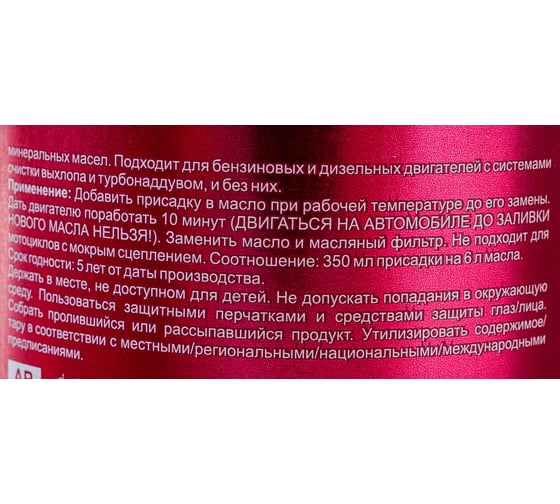 минеральных масел. Подходит для бензиновых и дизельных двигателей с системами
очистки выхлопа и турбонаддувом, и без них.
Применение: Добавить присадку в масло при рабочей температуре до его замены.
Дать двигателю поработать 10 минут (ДВИГАТЬСЯ НА АВТОМОБИЛЕ ДО ЗАЛИВКИ
НОВОГО МАСЛА НЕЛЬЗЯ!). Заменить масло и масляный фильтр. Не подходит для
мотоциклов с мокрым сцеплением. Соотношение: 350 мл присадки на 6 л масла.
Срок годности: 5 лет от даты производства.
Держать в месте, не доступном для детей. Не допускать попадания в окружающую
среду. Пользоваться защитными перчатками и средствами защиты глаз/лица.
Собрать пролившийся или рассыпавшийся продукт. Утилизировать содержимое/
тару в соответствии с местными/региональными/национальными/международными
предписаниями.
AR